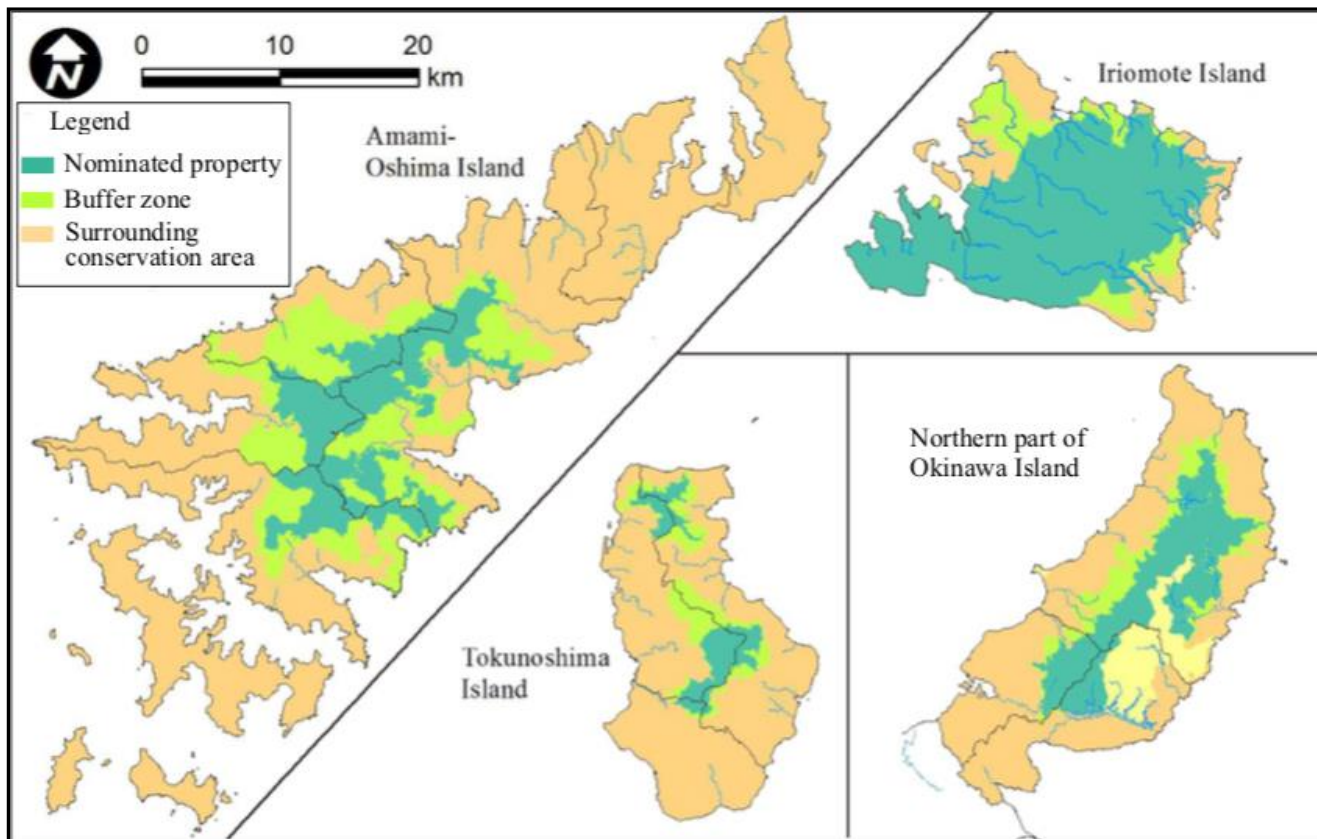 N
0 10 20
km
Legend
Nominated property
Buffer zone
Surrounding
conservation area
Amami-
Oshima Island
Iriomote Island
Tokunoshima
Island
Northern part of
Okinawa Island